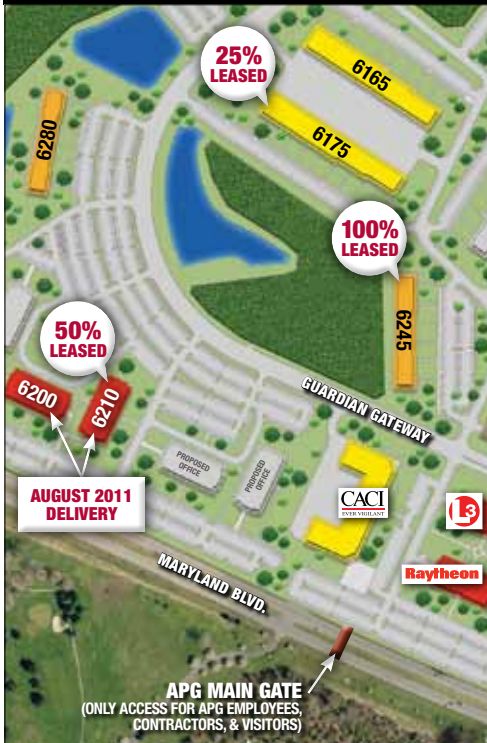 25%
LEASED
6165
6175
6280
100%
LEASED
6245
50%
LEASED
6200
6210
GUARDIAN GATEWAY
PROPOSED
OFFICE
PROPOSED
OFFICE
AUGUST 2011
DELIVERY
CACI
EVER VIGILANT
L3
Raytheon
MARYLAND BLVD.
APG MAIN GATE
(ONLY ACCESS FOR APG EMPLOYEES,
CONTRACTORS, & VISITORS)